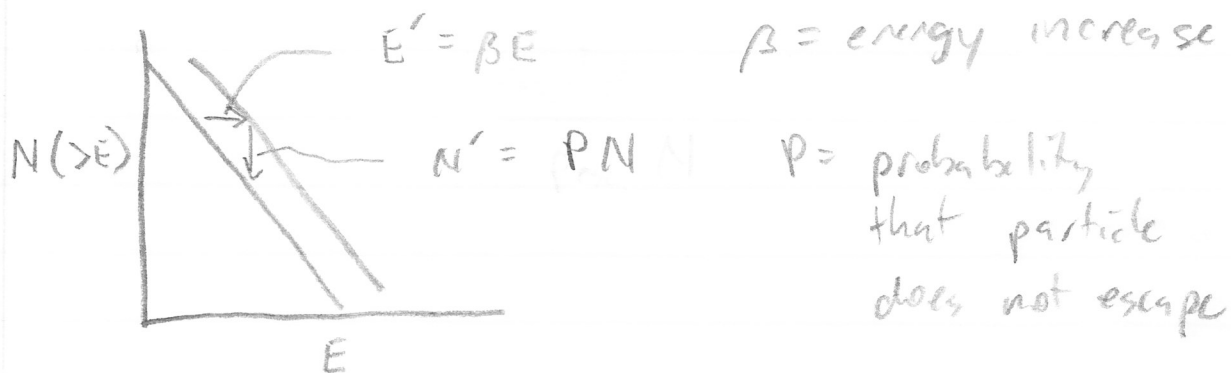 E′ = βE
β = energy increase
N(>E)
N′ = PN
P = probability
that particle
does not escape
E